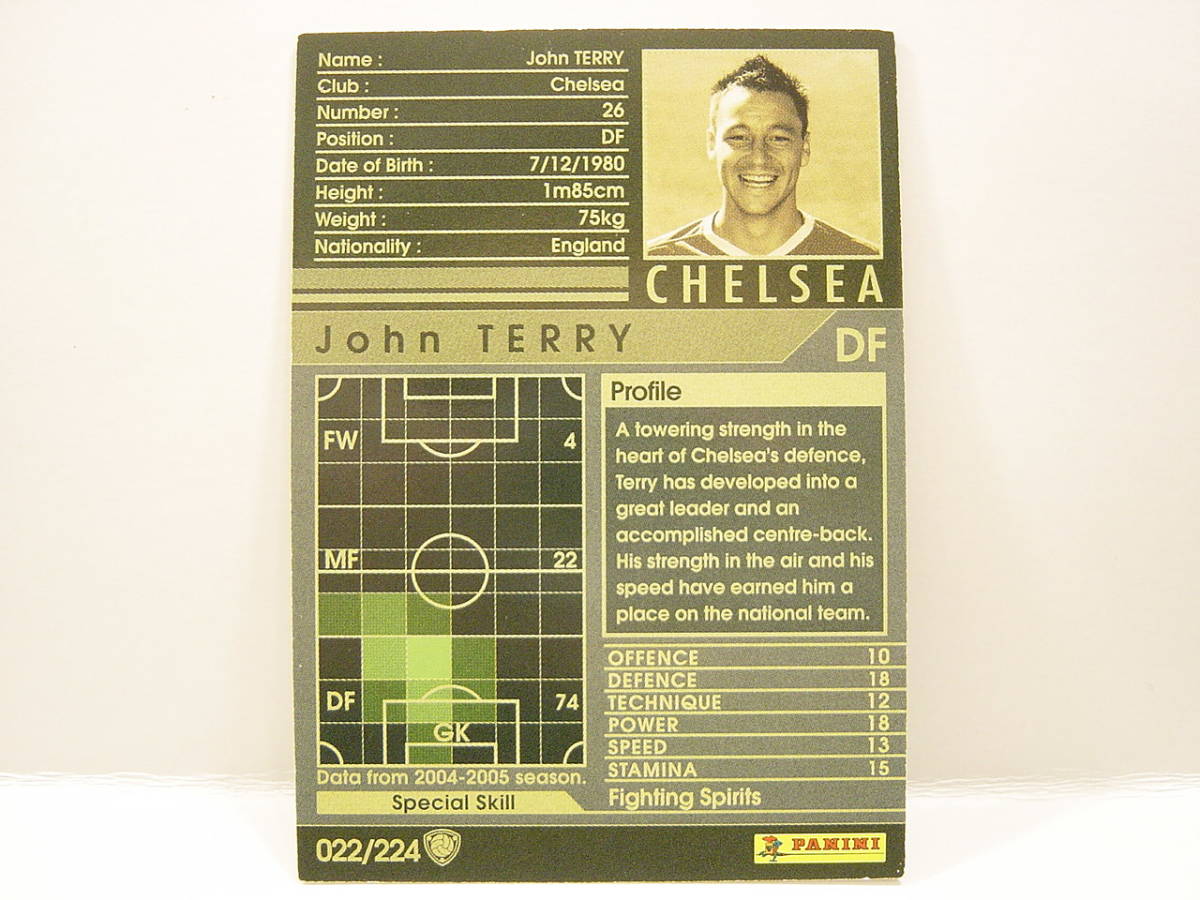 Name : John TERRY
Club : Chelsea
Number : 26
Position : DF
Date of Birth : 7/12/1980
Height : 1m85cm
Weight : 75kg
Nationality : England
CHELSEA
John TERRY
DF
FW 4
MF 22
DF 74
GK
Data from 2004-2005 season.
Special Skill
Profile
A towering strength in the
heart of Chelsea's defence,
Terry has developed into a
great leader and an
accomplished centre-back.
His strength in the air and his
speed have earned him a
place on the national team.
OFFENCE 10
DEFENCE 18
TECHNIQUE 12
POWER 18
SPEED 13
STAMINA 15
Fighting Spirits
022/224
PANINI